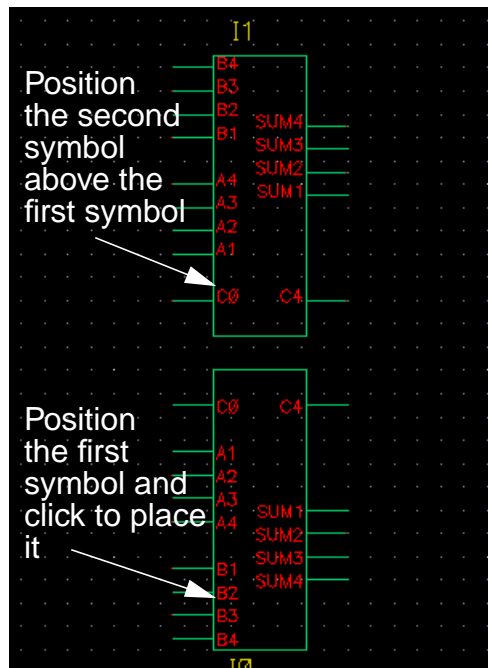 I1
B4
B3
B2
B1
A4
A3
A2
A1
C0
SUM4
SUM3
SUM2
SUM1
C4
Position
the second
symbol
above the
first symbol
C0
A1
A2
A3
A4
B1
B2
B3
B4
C4
SUM1
SUM2
SUM3
SUM4
Position
the first
symbol and
click to place
it
I0